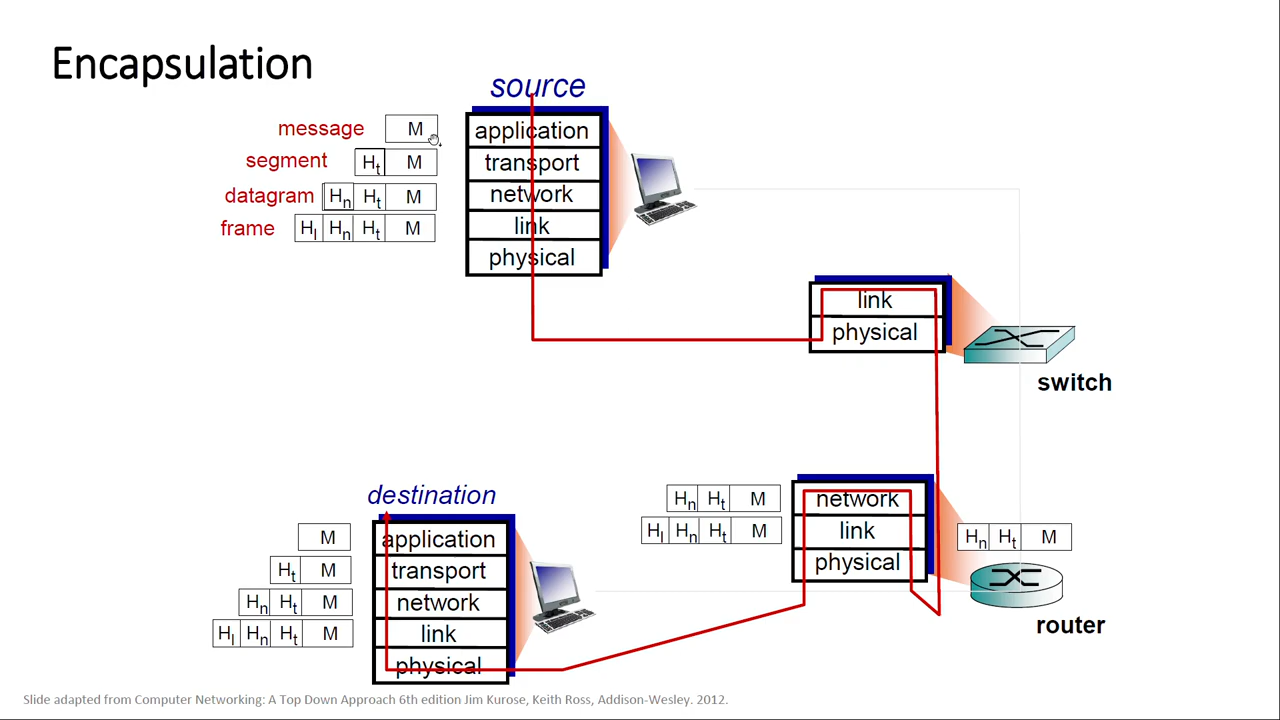 Encapsulation
source
message M
segment Ht M
datagram Hn Ht M
frame Hl Hn Ht M
application
transport
network
link
physical
link
physical
switch
destination
M
Ht M
Hn Ht M
Hl Hn Ht M
application
transport
network
link
physical
Hn Ht M
Hl Hn Ht M
network
link
physical
Hn Ht M
router
Slide adapted from Computer Networking: A Top Down Approach 6th edition Jim Kurose, Keith Ross, Addison-Wesley. 2012.